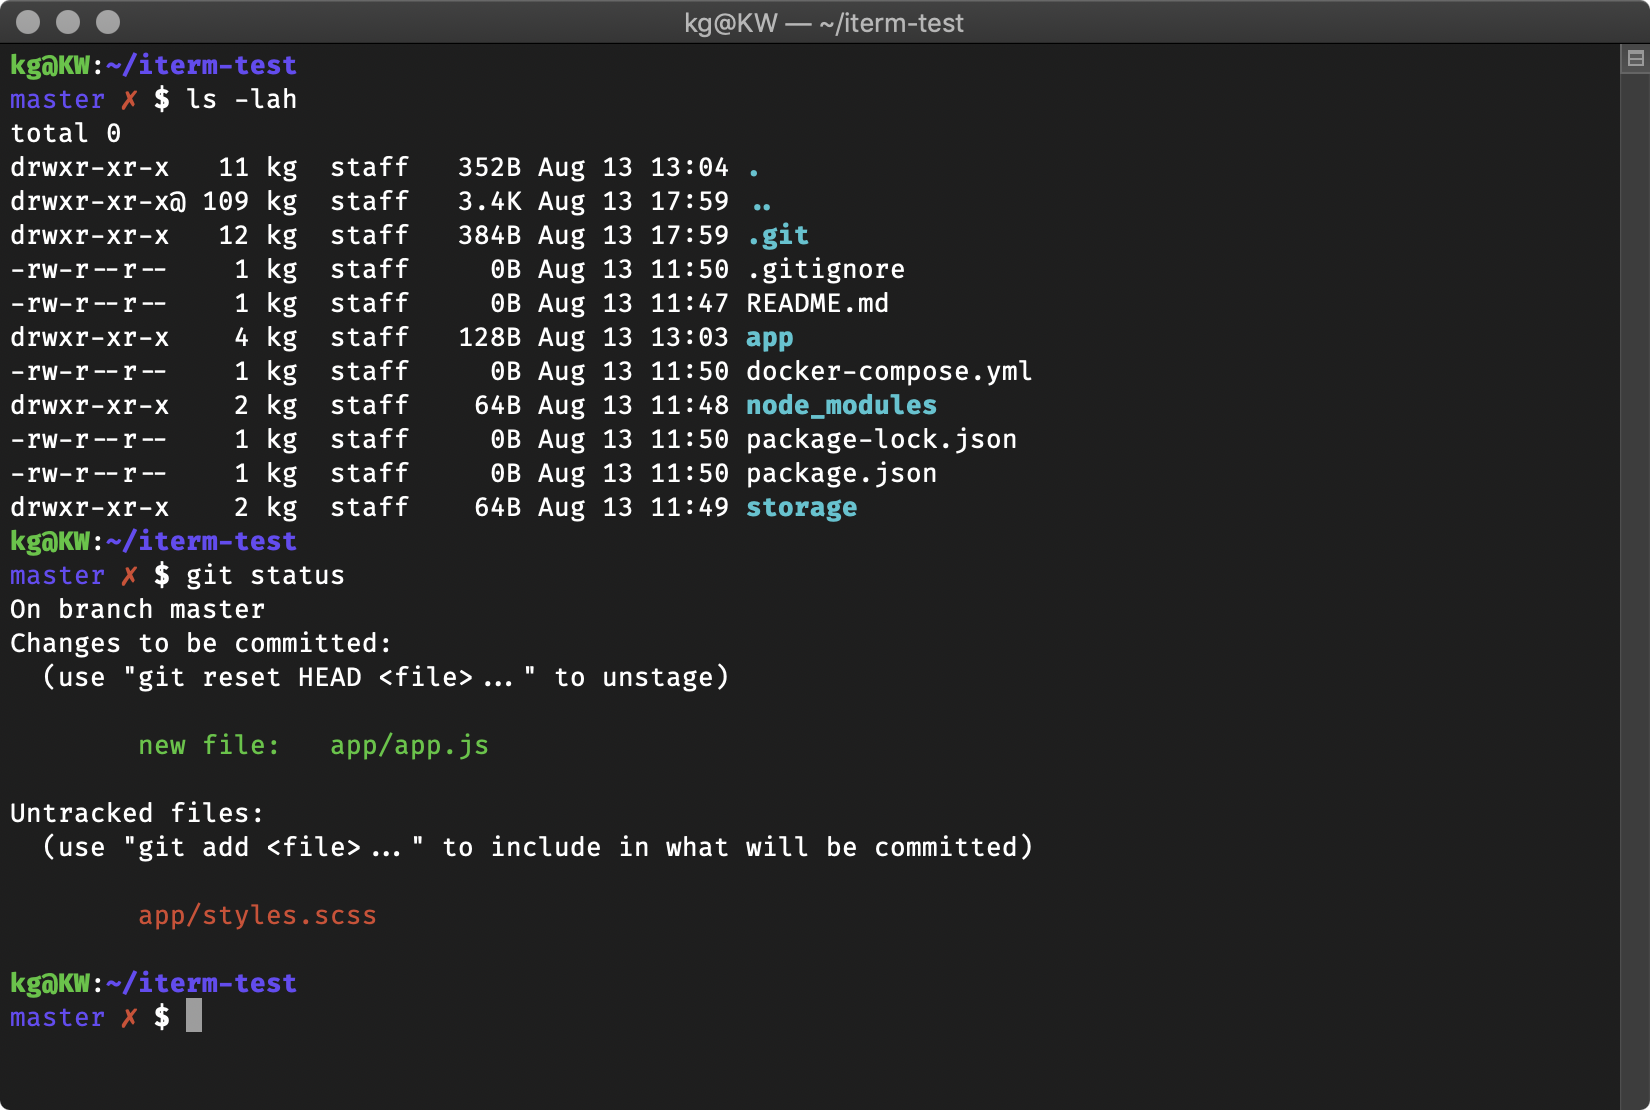 kg@KW — ~/iterm-test
kg@KW:~/iterm-test
master ✗ $ ls -lah
total 0
drwxr-xr-x   11 kg  staff   352B Aug 13 13:04 .
drwxr-xr-x@ 109 kg  staff   3.4K Aug 13 17:59 ..
drwxr-xr-x   12 kg  staff   384B Aug 13 17:59 .git
-rw-r--r--    1 kg  staff     0B Aug 13 11:50 .gitignore
-rw-r--r--    1 kg  staff     0B Aug 13 11:47 README.md
drwxr-xr-x    4 kg  staff   128B Aug 13 13:03 app
-rw-r--r--    1 kg  staff     0B Aug 13 11:50 docker-compose.yml
drwxr-xr-x    2 kg  staff    64B Aug 13 11:48 node_modules
-rw-r--r--    1 kg  staff     0B Aug 13 11:50 package-lock.json
-rw-r--r--    1 kg  staff     0B Aug 13 11:50 package.json
drwxr-xr-x    2 kg  staff    64B Aug 13 11:49 storage
kg@KW:~/iterm-test
master ✗ $ git status
On branch master
Changes to be committed:
  (use "git reset HEAD <file>..." to unstage)
        new file:   app/app.js
Untracked files:
  (use "git add <file>..." to include in what will be committed)
        app/styles.scss
kg@KW:~/iterm-test
master ✗ $